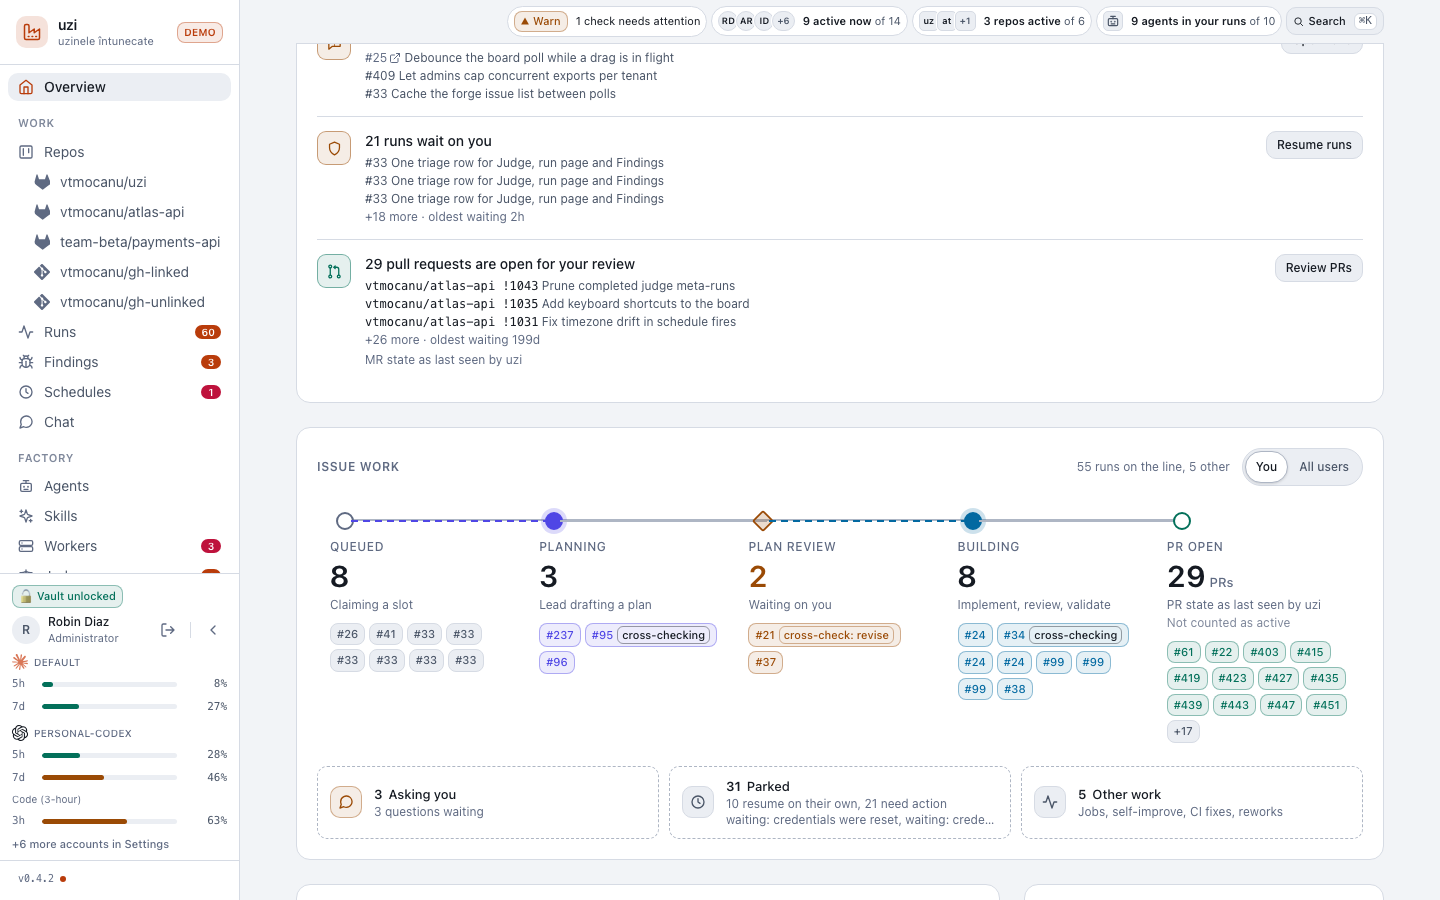 uzi
uzinele întunecate
DEMO
Warn
1 check needs attention
RD AR ID +6 9 active now of 14
uz at +1 3 repos active of 6
9 agents in your runs of 10
Search ⌘K
Overview
WORK
Repos
vtmocanu/uzi
vtmocanu/atlas-api
team-beta/payments-api
vtmocanu/gh-linked
vtmocanu/gh-unlinked
Runs 60
Findings 3
Schedules 1
Chat
FACTORY
Agents
Skills
Workers 3
Vault unlocked
R
Robin Diaz
Administrator
DEFAULT
5h 8%
7d 27%
PERSONAL-CODEX
5h 28%
7d 46%
Code (3-hour)
3h 63%
+6 more accounts in Settings
v0.4.2
#25 Debounce the board poll while a drag is in flight
#409 Let admins cap concurrent exports per tenant
#33 Cache the forge issue list between polls
21 runs wait on you
Resume runs
#33 One triage row for Judge, run page and Findings
#33 One triage row for Judge, run page and Findings
#33 One triage row for Judge, run page and Findings
+18 more · oldest waiting 2h
29 pull requests are open for your review
Review PRs
vtmocanu/atlas-api !1043 Prune completed judge meta-runs
vtmocanu/atlas-api !1035 Add keyboard shortcuts to the board
vtmocanu/atlas-api !1031 Fix timezone drift in schedule fires
+26 more · oldest waiting 199d
MR state as last seen by uzi
ISSUE WORK
55 runs on the line, 5 other
You
All users
QUEUED
8
Claiming a slot
#26 #41 #33 #33
#33 #33 #33 #33
PLANNING
3
Lead drafting a plan
#237 #95 cross-checking
#96
PLAN REVIEW
2
Waiting on you
#21 cross-check: revise
#37
BUILDING
8
Implement, review, validate
#24 #34 cross-checking
#24 #24 #99 #99
#99 #38
PR OPEN
29 PRs
PR state as last seen by uzi
Not counted as active
#61 #22 #403 #415
#419 #423 #427 #435
#439 #443 #447 #451
+17
3 Asking you
3 questions waiting
31 Parked
10 resume on their own, 21 need action
waiting: credentials were reset, waiting: crede...
5 Other work
Jobs, self-improve, CI fixes, reworks